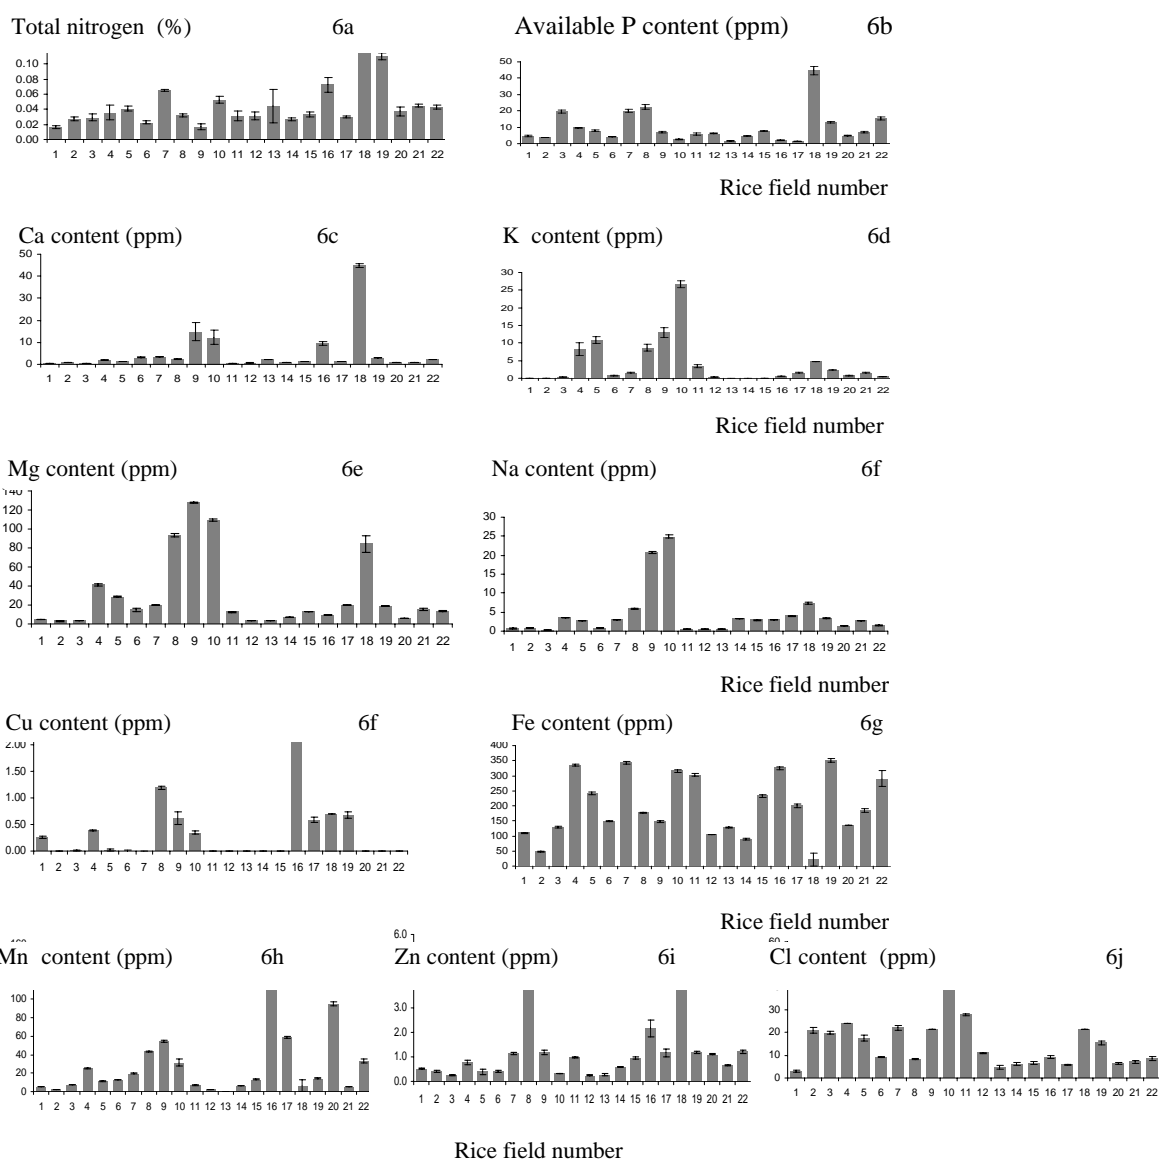 Total nitrogen (%) 6a
0.10
0.08
0.06
0.04
0.02
0.00
1 2 3 4 5 6 7 8 9 10 11 12 13 14 15 16 17 18 19 20 21 22
Available P content (ppm) 6b
50
40
30
20
10
0
1 2 3 4 5 6 7 8 9 10 11 12 13 14 15 16 17 18 19 20 21 22
Rice field number
Ca content (ppm) 6c
50
40
30
20
10
0
1 2 3 4 5 6 7 8 9 10 11 12 13 14 15 16 17 18 19 20 21 22
K content (ppm) 6d
30
25
20
15
10
5
0
1 2 3 4 5 6 7 8 9 10 11 12 13 14 15 16 17 18 19 20 21 22
Rice field number
Mg content (ppm) 6e
140
120
100
80
60
40
20
0
1 2 3 4 5 6 7 8 9 10 11 12 13 14 15 16 17 18 19 20 21 22
Na content (ppm) 6f
30
25
20
15
10
5
0
1 2 3 4 5 6 7 8 9 10 11 12 13 14 15 16 17 18 19 20 21 22
Rice field number
Cu content (ppm) 6f
2.00
1.50
1.00
0.50
0.00
1 2 3 4 5 6 7 8 9 10 11 12 13 14 15 16 17 18 19 20 21 22
Fe content (ppm) 6g
400
350
300
250
200
150
100
50
0
1 2 3 4 5 6 7 8 9 10 11 12 13 14 15 16 17 18 19 20 21 22
Rice field number
Mn content (ppm) 6h
100
80
60
40
20
0
1 2 3 4 5 6 7 8 9 10 11 12 13 14 15 16 17 18 19 20 21 22
6.0
Zn content (ppm) 6i
3.0
2.0
1.0
0.0
1 2 3 4 5 6 7 8 9 10 11 12 13 14 15 16 17 18 19 20 21 22
Cl content (ppm) 6j
30
20
10
0
1 2 3 4 5 6 7 8 9 10 11 12 13 14 15 16 17 18 19 20 21 22
Rice field number